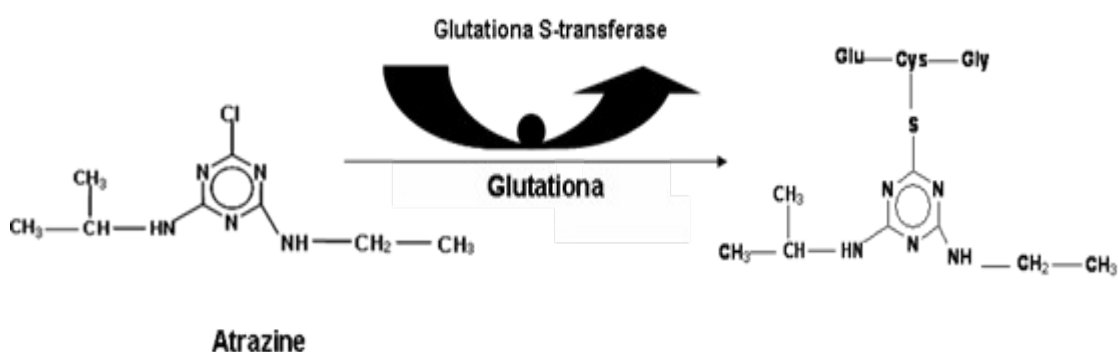 Glutationa S-transferase
Glu—Cys—Gly
Cl
S
N N
CH₃
N
CH₃—CH—HN
NH—CH₂—CH₃
Glutationa
N N
CH₃
N
CH₃—CH—HN
NH—CH₂—CH₃
Atrazine